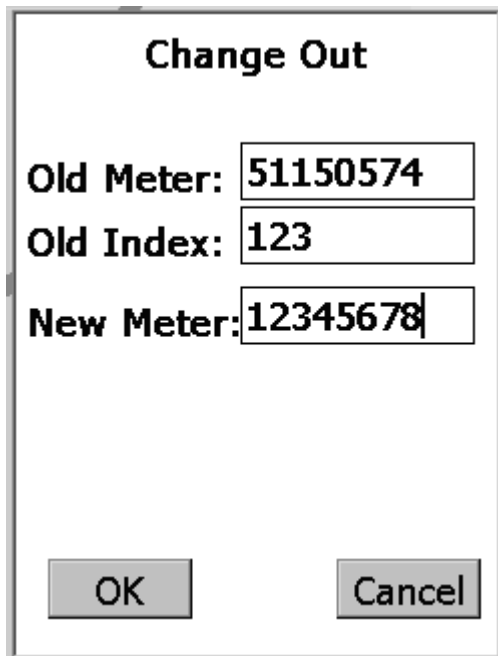 Change Out
Old Meter: 51150574
Old Index: 123
New Meter: 12345678
OK Cancel